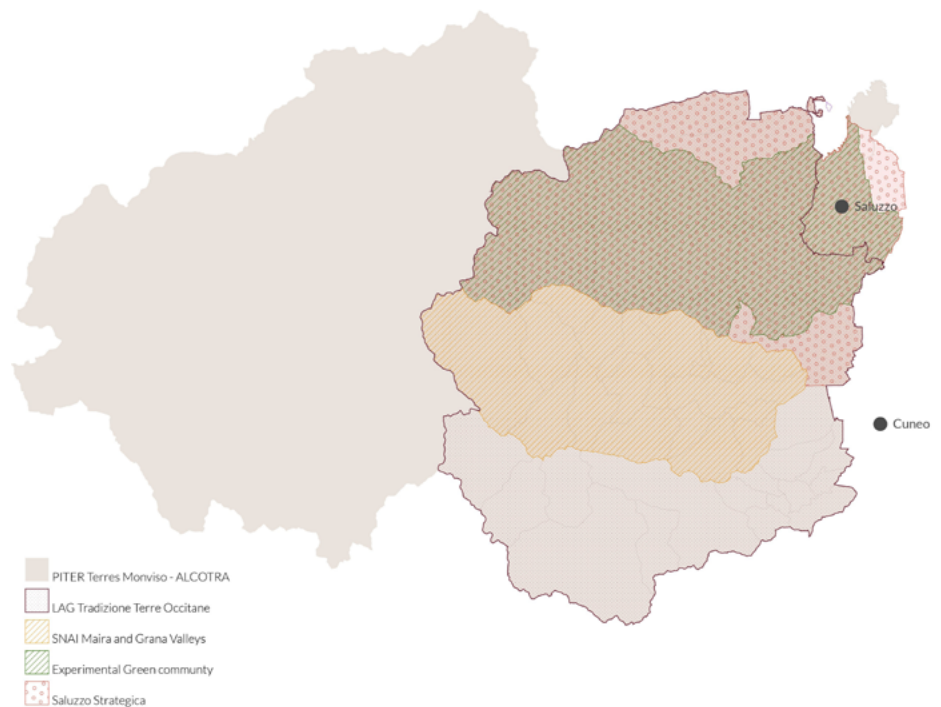 Saluzzo
Cuneo
PITER Terres Monviso - ALCOTRA
LAG Tradizione Terre Occitane
SNAI Maira and Grana Valleys
Experimental Green communty
Saluzzo Strategica